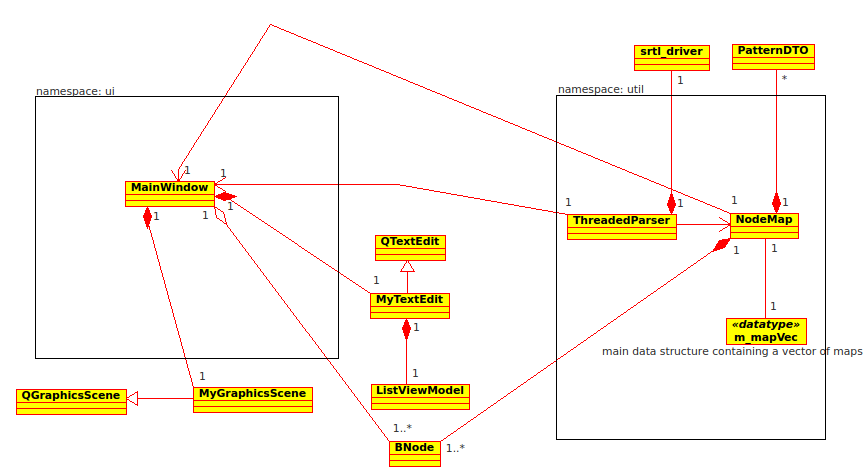 srtl_driver
PatternDTO
1
*
namespace: ui
namespace: util
1
1
MainWindow
1
1
1
1
1
1
1
ThreadedParser
NodeMap
QTextEdit
1
1
1
MyTextEdit
1
«datatype»
m_mapVec
1
main data structure containing a vector of maps
1
1
QGraphicsScene
MyGraphicsScene
ListViewModel
1..*
BNode
1..*